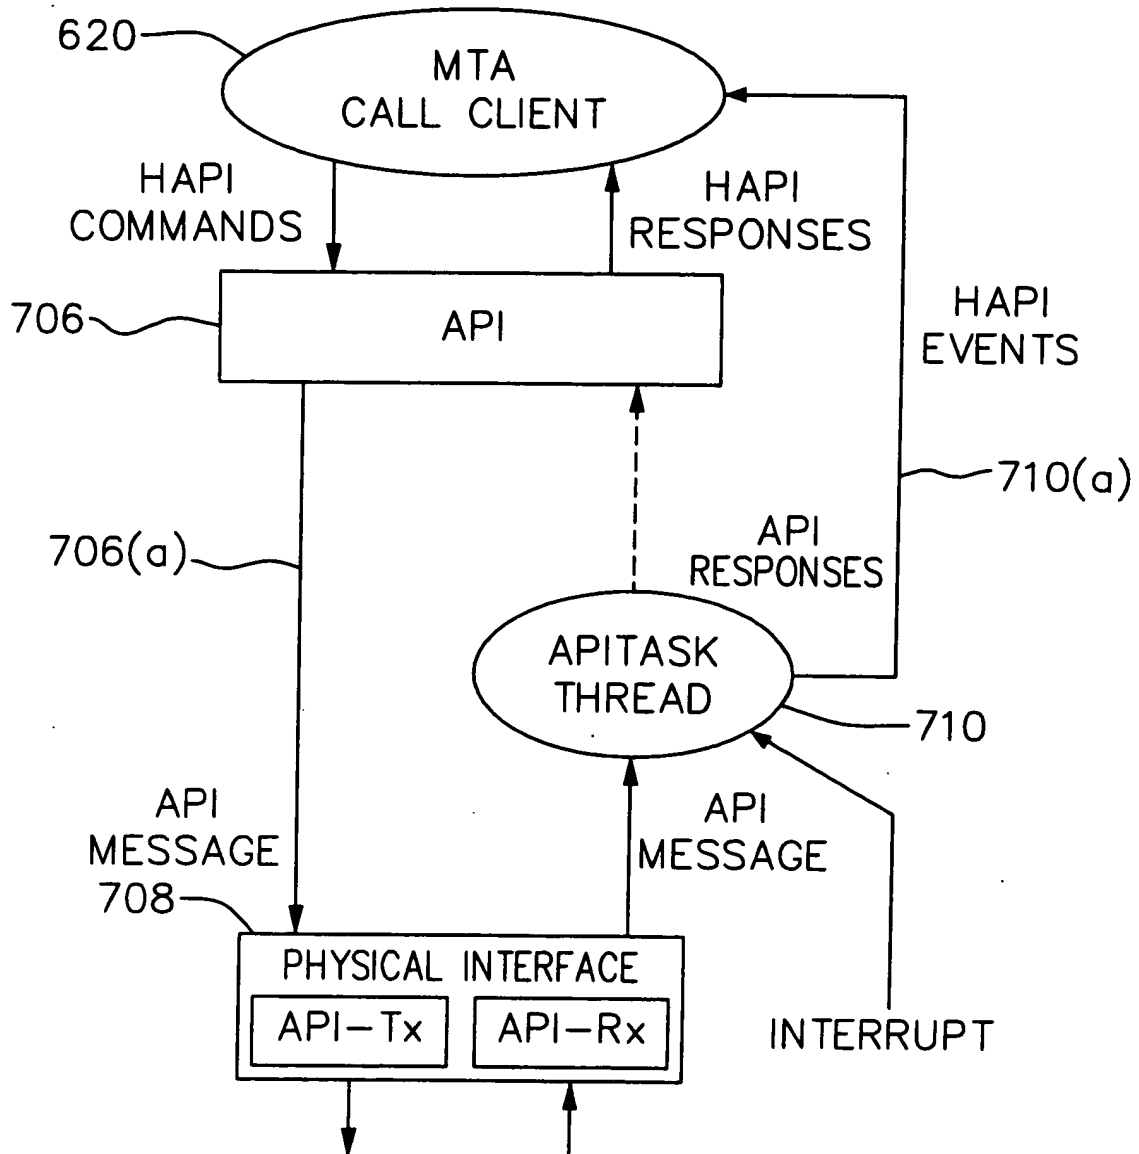 620
MTA
CALL CLIENT
HAPI
COMMANDS
HAPI
RESPONSES
706
API
HAPI
EVENTS
710(a)
706(a)
API
RESPONSES
APITASK
THREAD
710
API
MESSAGE
API
MESSAGE
708
PHYSICAL INTERFACE
API-Tx
API-Rx
INTERRUPT